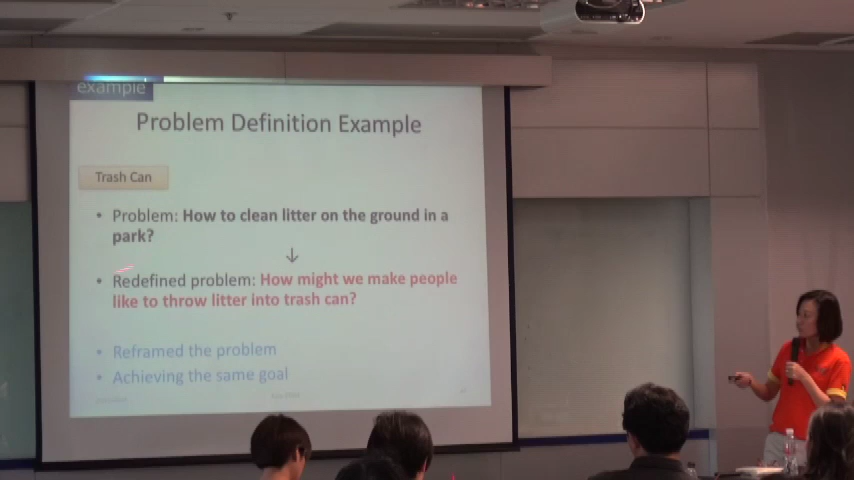 example
Problem Definition Example
Trash Can
• Problem: How to clean litter on the ground in a
park?
↓
• Redefined problem: How might we make people
like to throw litter into trash can?
• Reframed the problem
• Achieving the same goal